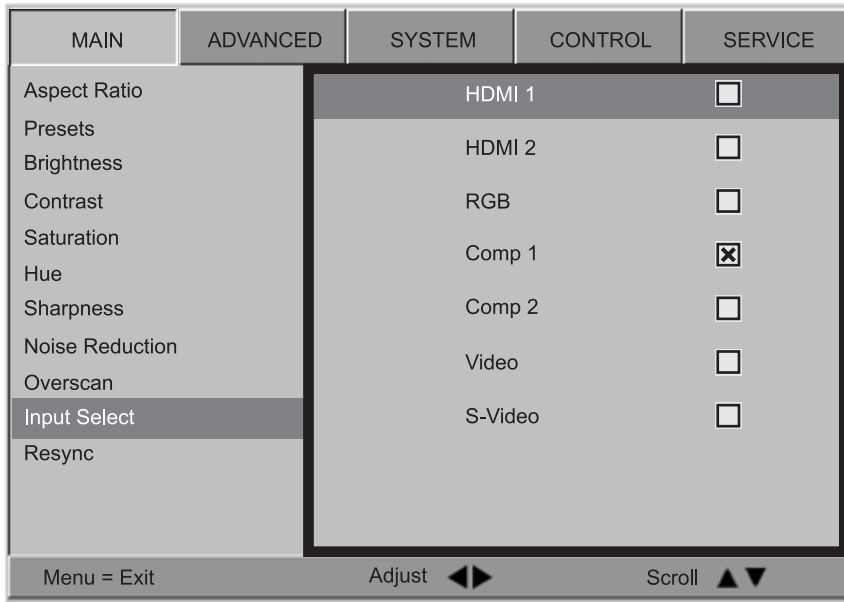 MAIN ADVANCED SYSTEM CONTROL SERVICE
Aspect Ratio
Presets
Brightness
Contrast
Saturation
Hue
Sharpness
Noise Reduction
Overscan
Input Select
Resync
HDMI 1
HDMI 2
RGB
Comp 1
Comp 2
Video
S-Video
Menu = Exit Adjust ◀▶ Scroll ▲▼